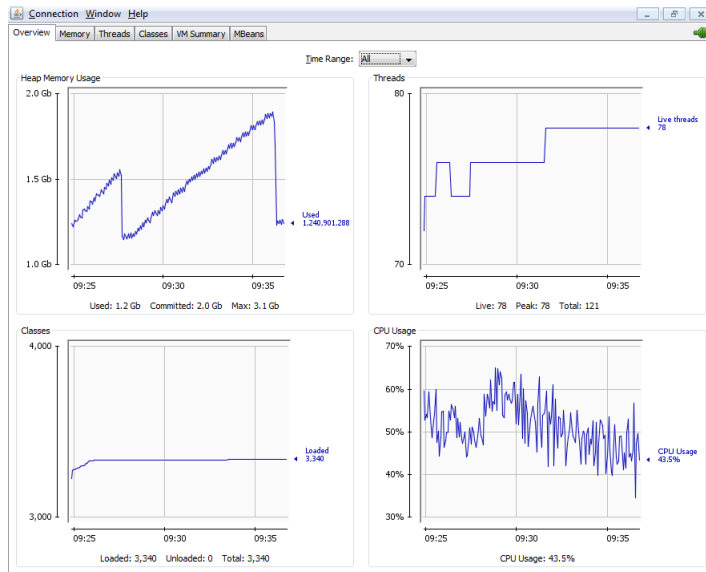 Connection Window Help
Overview Memory Threads Classes VM Summary MBeans
Time Range: All
Heap Memory Usage
2.0 Gb
1.5 Gb
1.0 Gb
09:25 09:30 09:35
Used
1,240,901,288
Used: 1.2 Gb Committed: 2.0 Gb Max: 3.1 Gb
Threads
80
70
09:25 09:30 09:35
Live threads
78
Live: 78 Peak: 78 Total: 121
Classes
4,000
3,000
09:25 09:30 09:35
Loaded
3,340
Loaded: 3,340 Unloaded: 0 Total: 3,340
CPU Usage
70%
60%
50%
40%
30%
09:25 09:30 09:35
CPU Usage
43.5%
CPU Usage: 43.5%